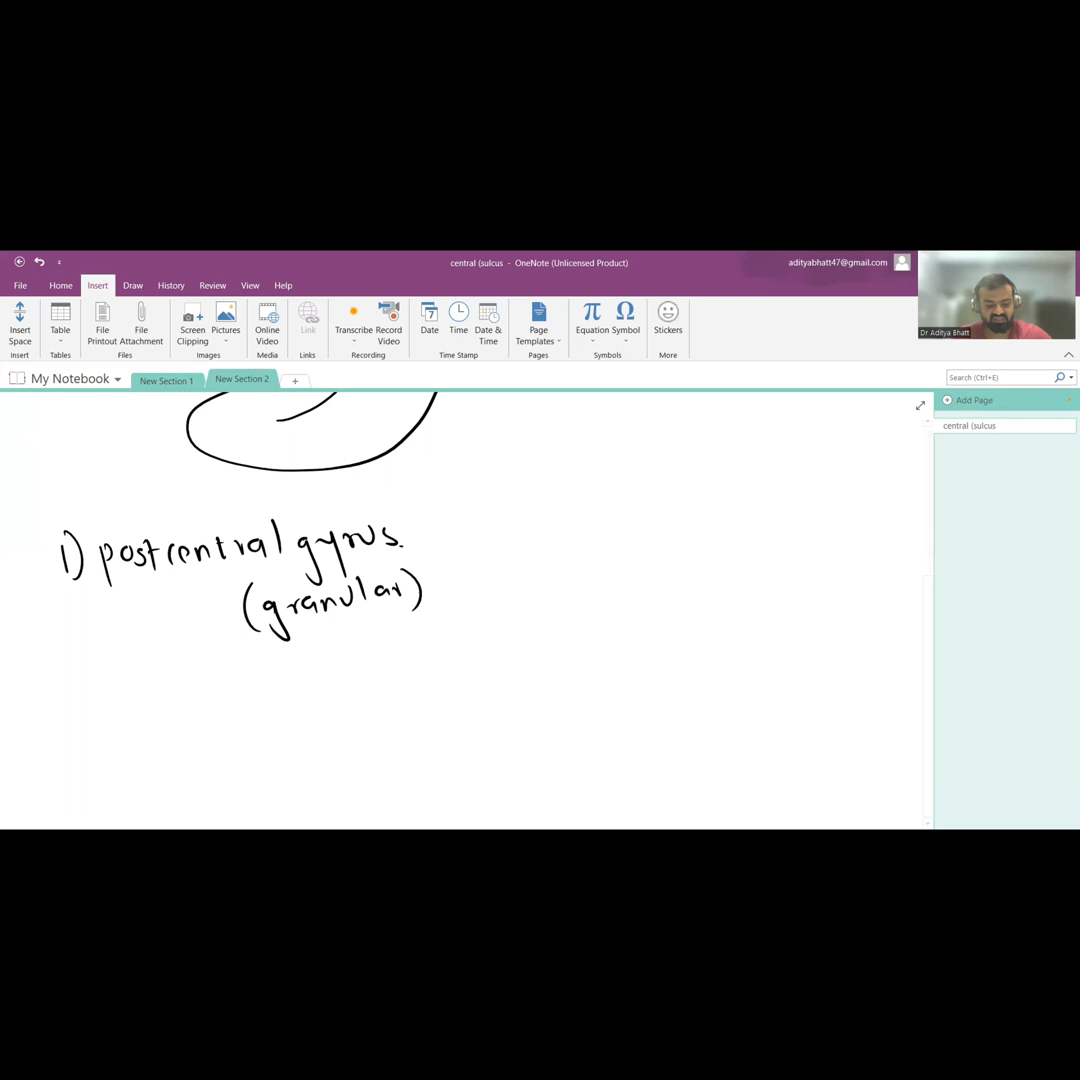 central (sulcus - OneNote (Unlicensed Product)
adityabhatt47@gmail.com
File Home Insert Draw History Review View Help
Insert Space
Table
File Printout
File Attachment
Screen Clipping
Pictures
Online Video
Link
Transcribe
Record Video
Date
Time
Date & Time
Page Templates
Equation
Symbol
Stickers
Insert Tables Files Images Media Links Recording Time Stamp Pages Symbols More
Dr Aditya Bhatt
My Notebook
New Section 1
New Section 2
+
Search (Ctrl+E)
Add Page
central (sulcus
1) postcentral gyrus.
(granular)